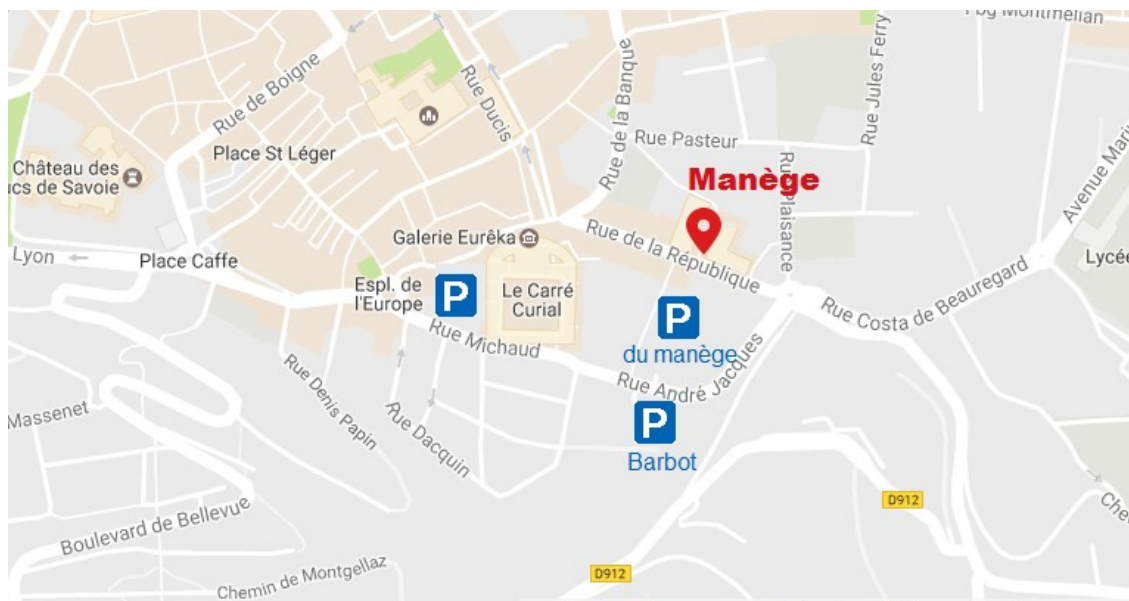 Fbg Montmélian
Rue Jules Ferry
Rue de Boigne
Rue Ducis
Rue de la Banque
Rue Pasteur
Place St Léger
Château des
ucs de Savoie
Manège
Rue Plaisance
Avenue Mari
Galerie Eurêka
Rue de la République
Lyon
Place Caffe
Lycée
Espl. de
l'Europe
P
Le Carré
Curial
P
du manège
Rue Costa de Beauregard
Rue Michaud
Rue André Jacques
Rue Denis Papin
Massenet
Rue Dacquin
P
Barbot
D912
Che
Boulevard de Bellevue
D912
Chemin de Montgellaz